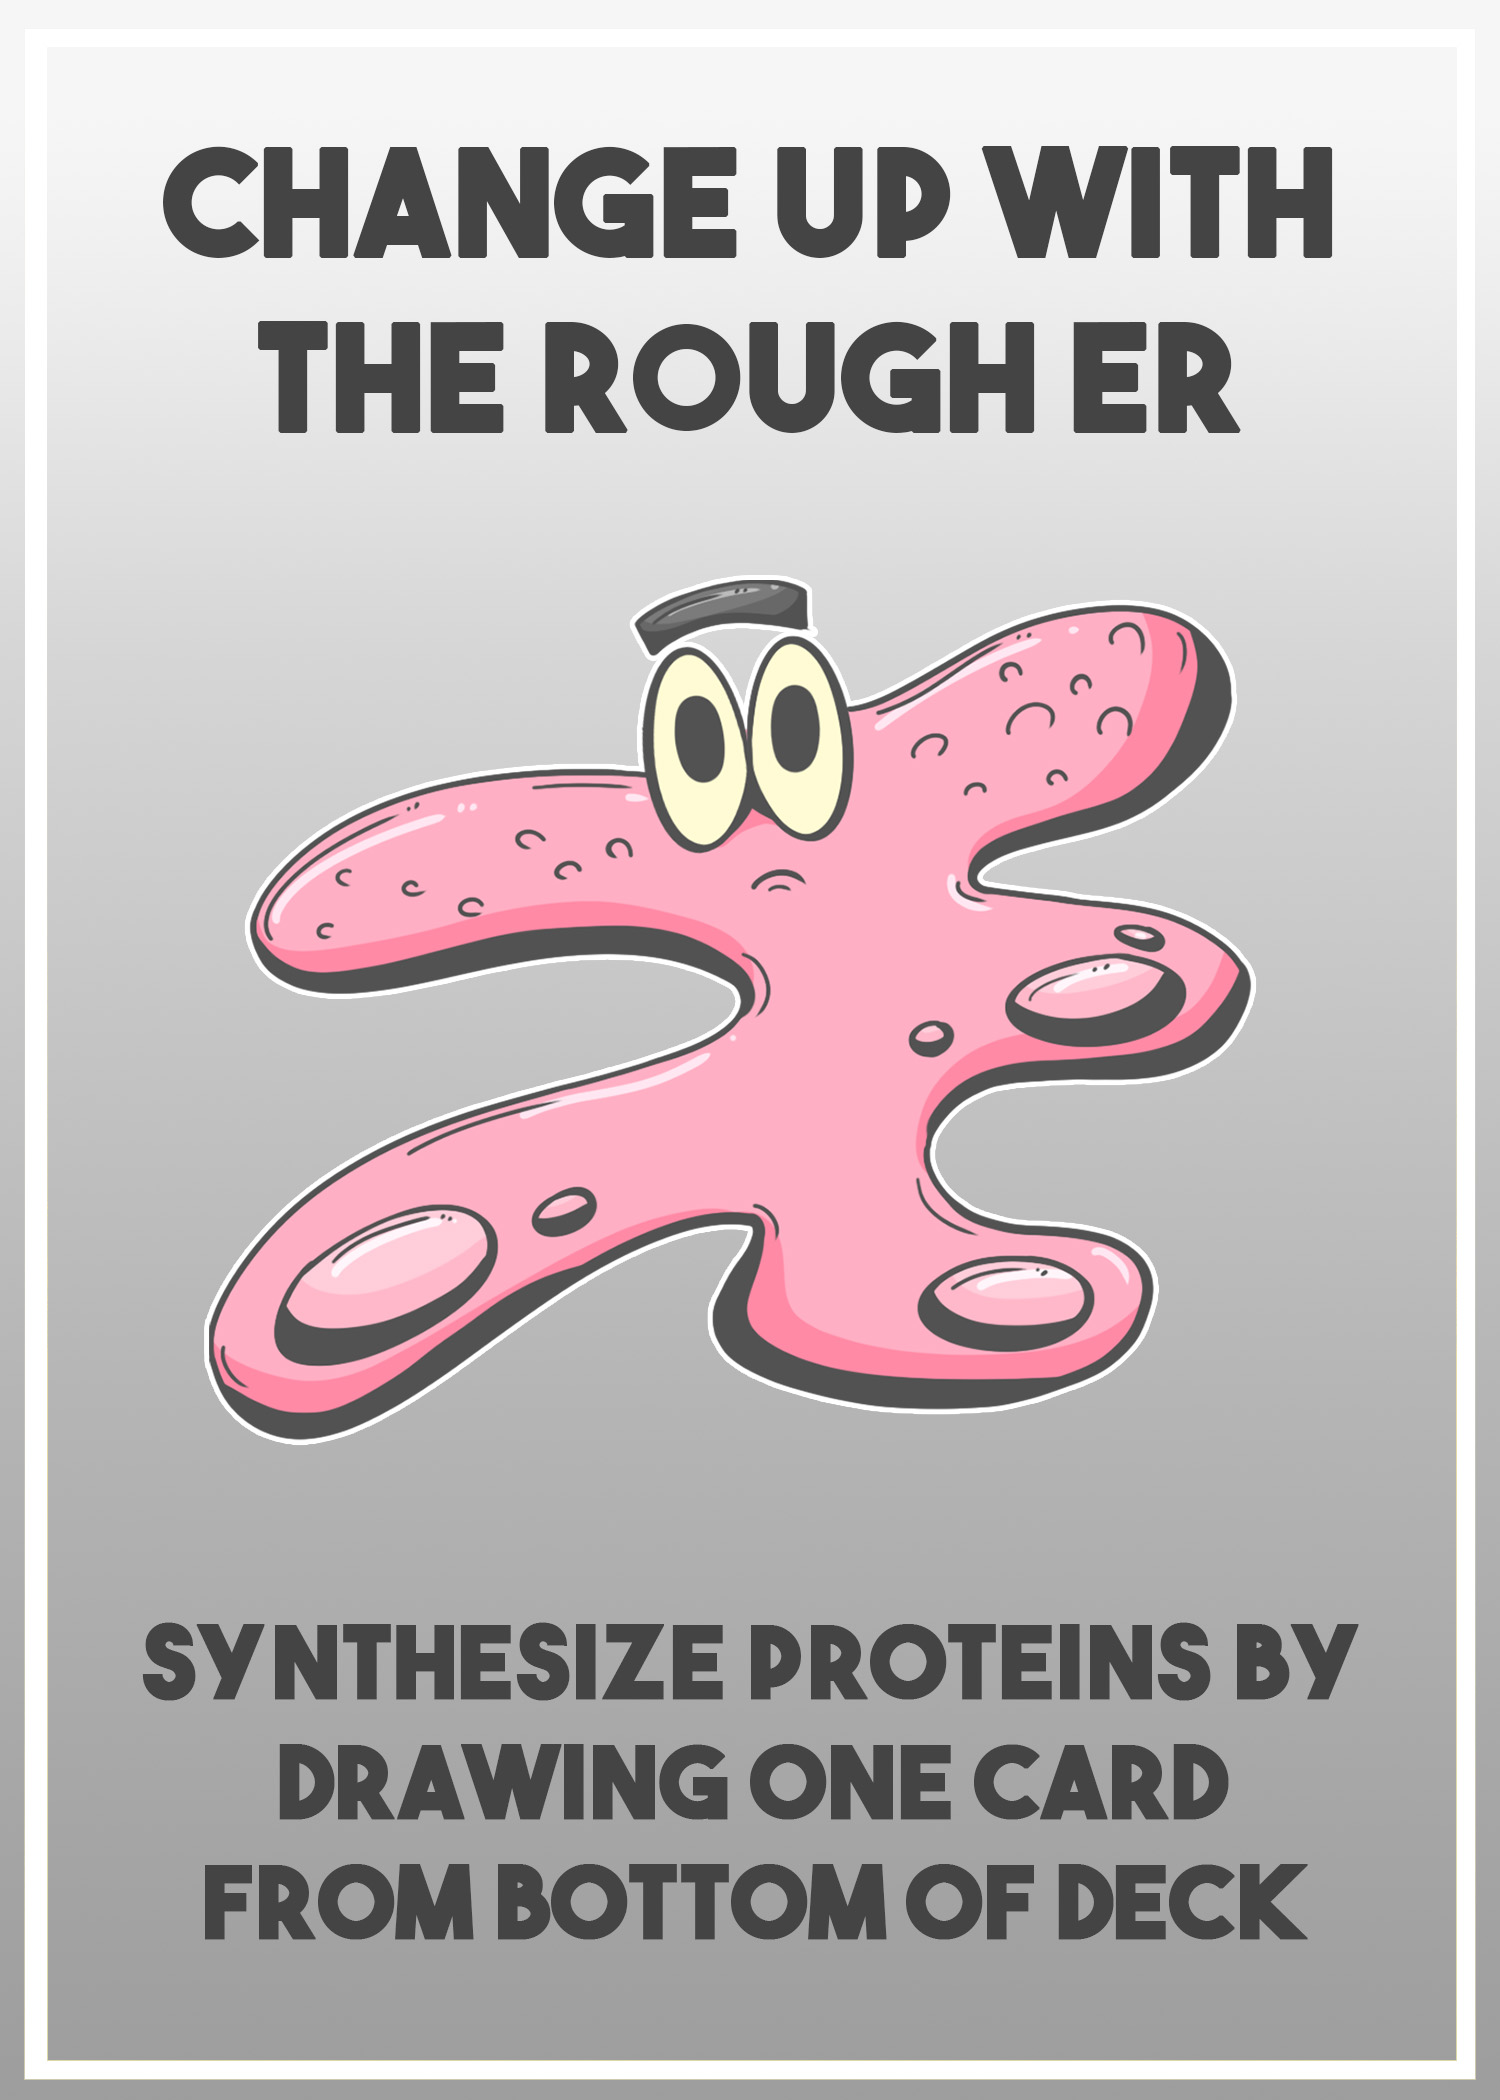 CHANGE UP WITH
THE ROUGH ER
SYNTHESIZE PROTEINS BY
DRAWING ONE CARD
FROM BOTTOM OF DECK